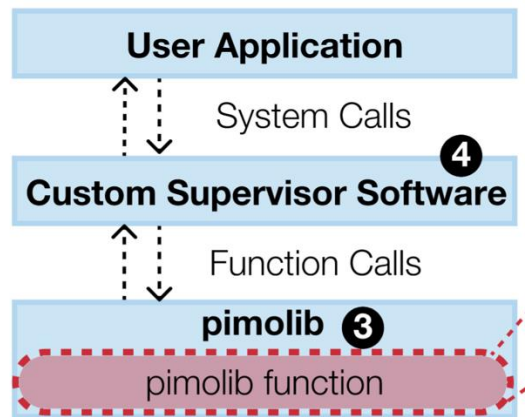 User Application
System Calls
4
Custom Supervisor Software
Function Calls
pimolib 3
pimolib function